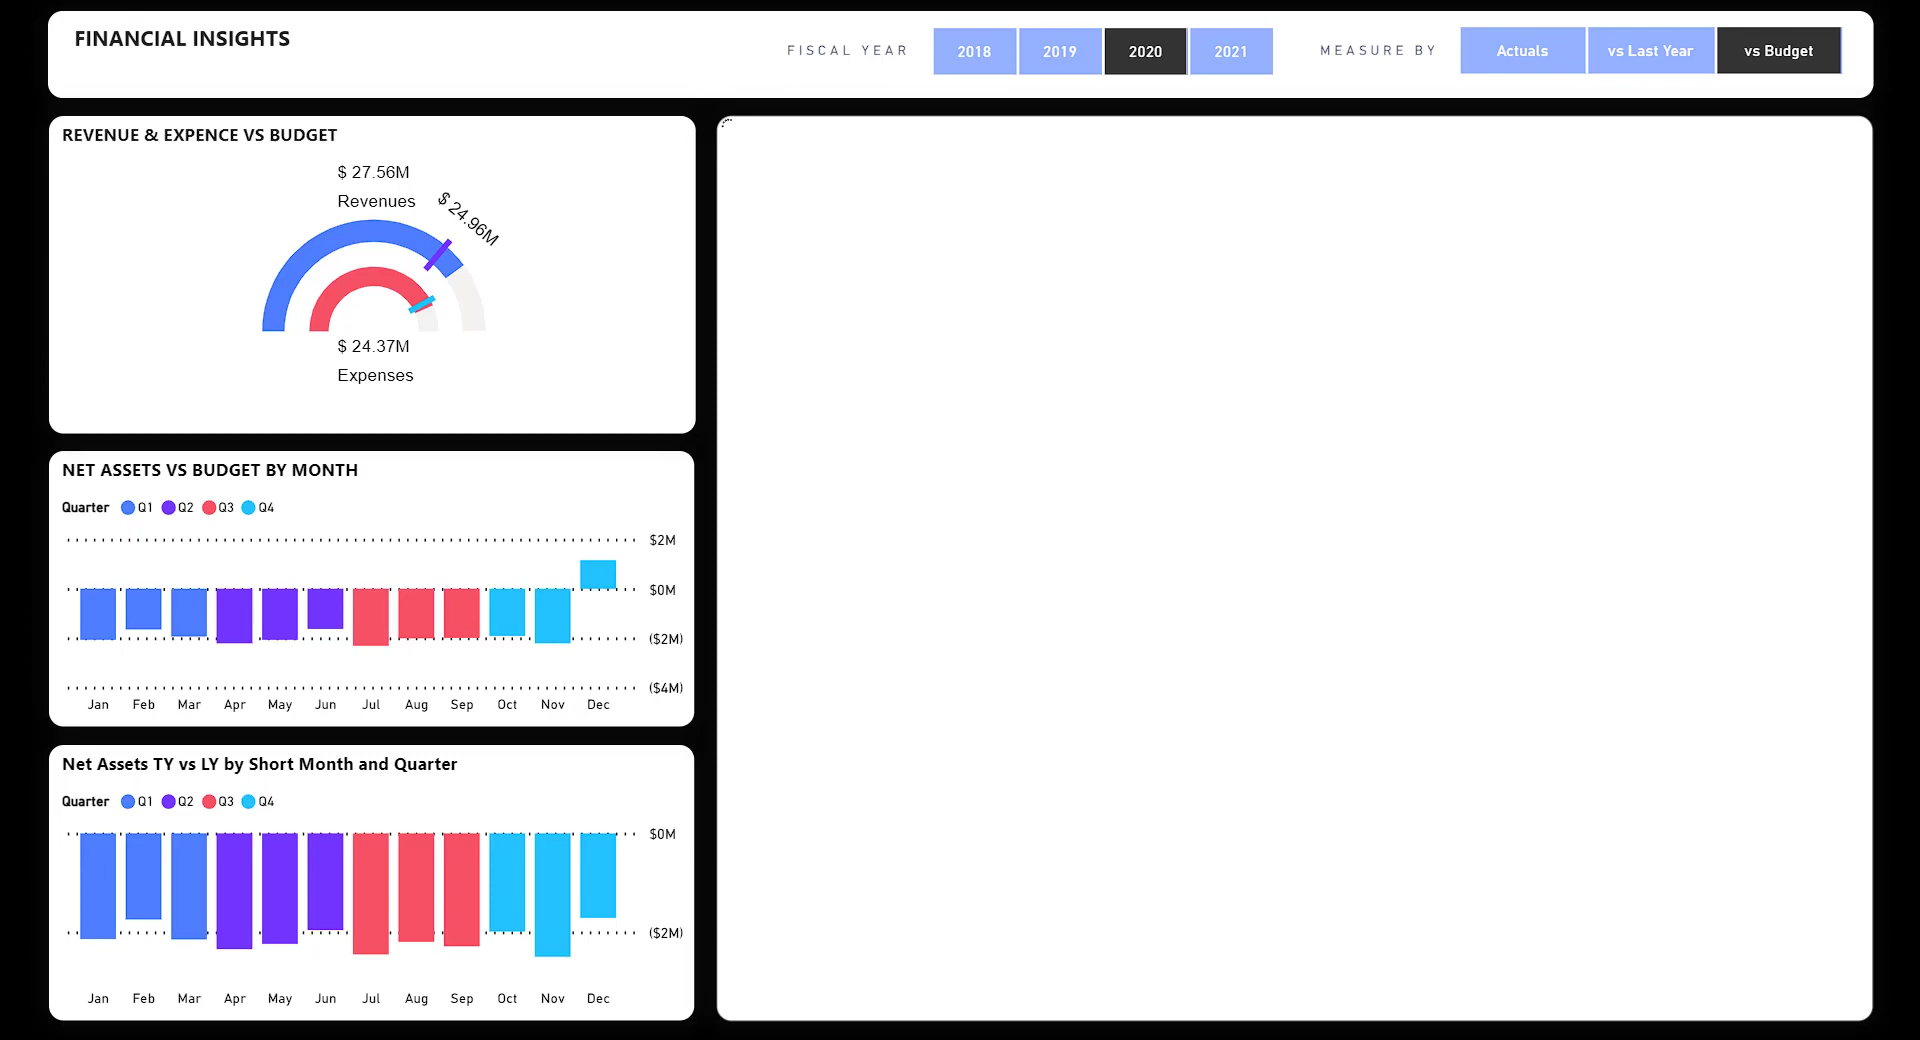 FINANCIAL INSIGHTS
FISCAL YEAR
2018
2019
2020
2021
MEASURE BY
Actuals
vs Last Year
vs Budget
REVENUE & EXPENCE VS BUDGET
$ 27.56M
Revenues
$ 24.96M
$ 24.37M
Expenses
NET ASSETS VS BUDGET BY MONTH
Quarter Q1 Q2 Q3 Q4
$2M
$0M
($2M)
($4M)
Jan Feb Mar Apr May Jun Jul Aug Sep Oct Nov Dec
Net Assets TY vs LY by Short Month and Quarter
Quarter Q1 Q2 Q3 Q4
$0M
($2M)
Jan Feb Mar Apr May Jun Jul Aug Sep Oct Nov Dec